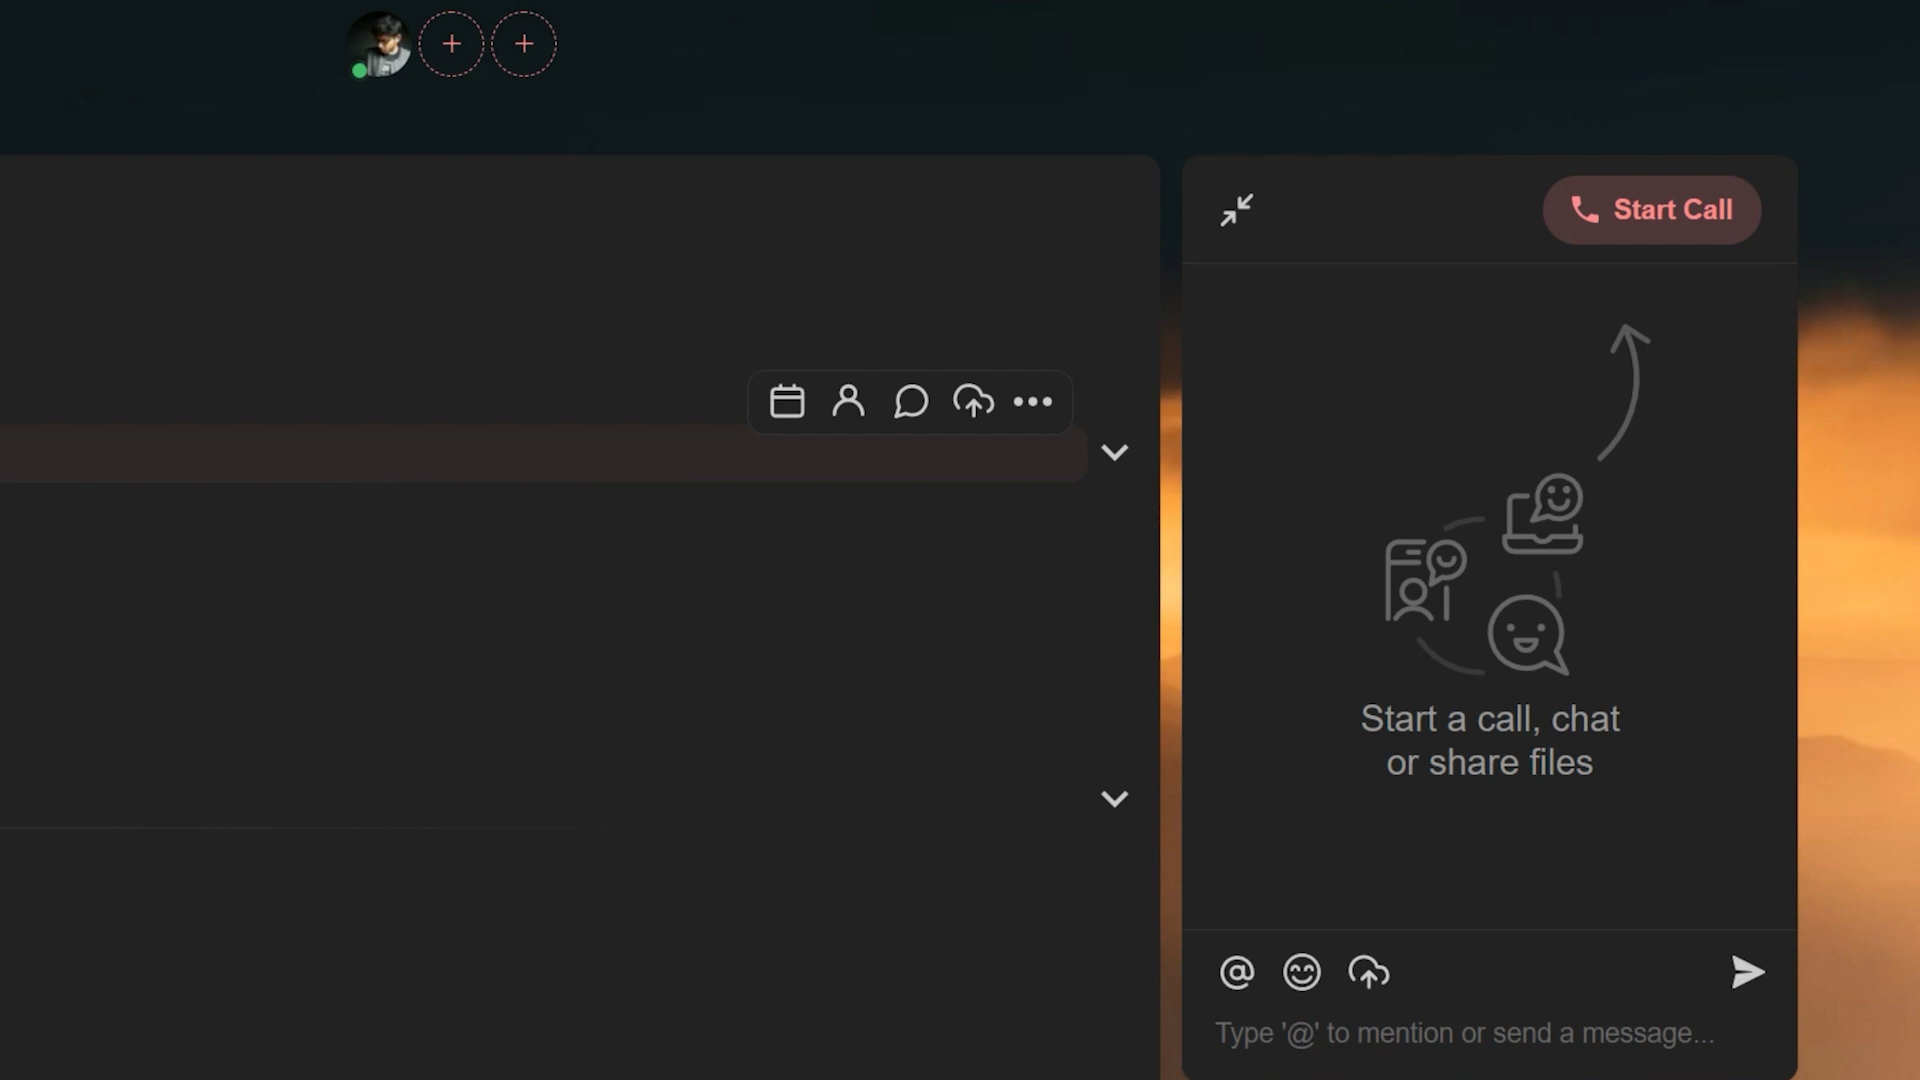 Start Call
Start a call, chat
or share files
Type '@' to mention or send a message...